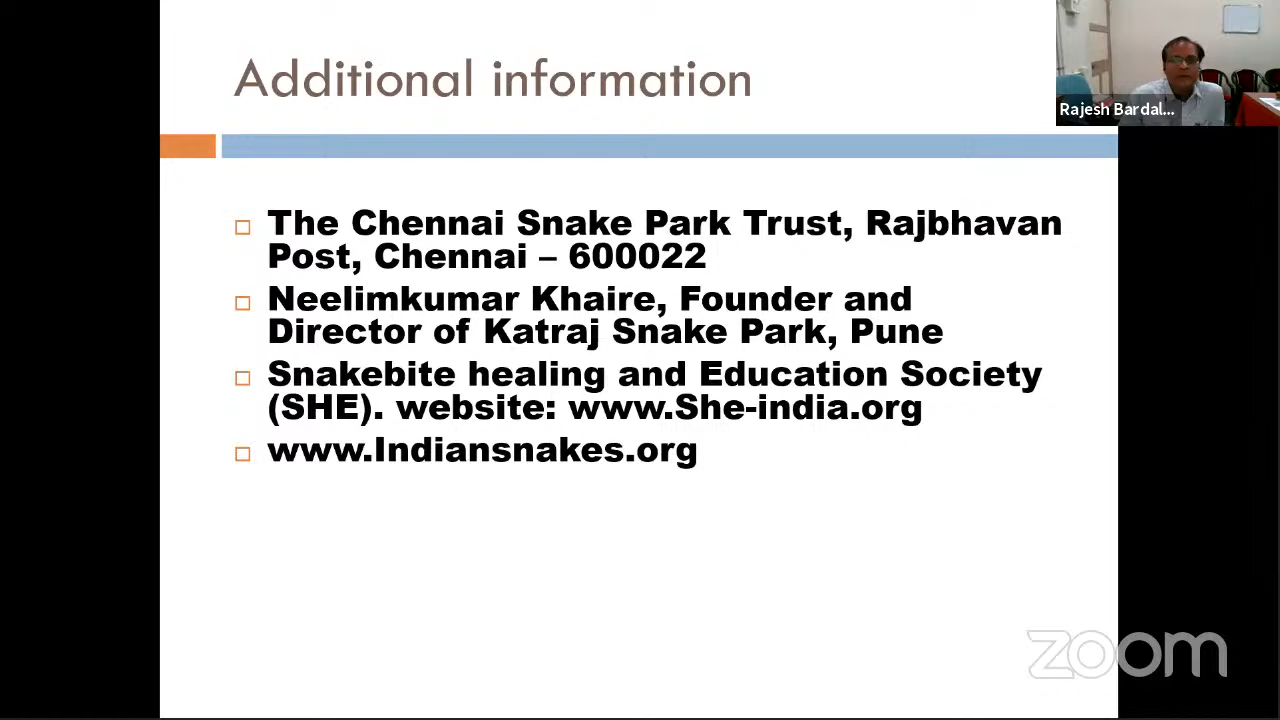 Additional information
Rajesh Bardal...
The Chennai Snake Park Trust, Rajbhavan
Post, Chennai – 600022
Neelimkumar Khaire, Founder and
Director of Katraj Snake Park, Pune
Snakebite healing and Education Society
(SHE). website: www.She-india.org
www.Indiansnakes.org
zoom